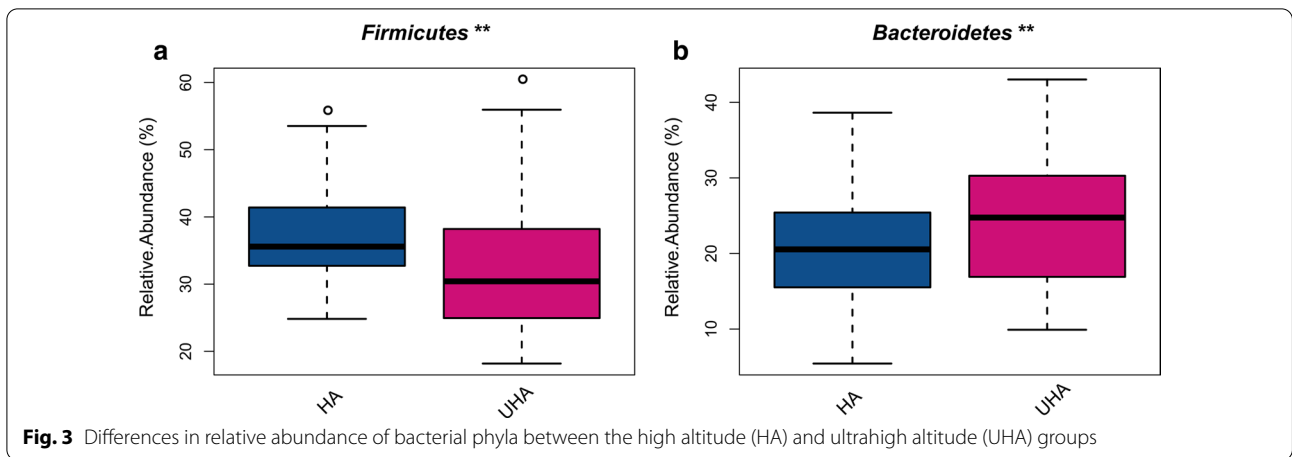 Firmicutes **
a
Relative.Abundance (%)
60
50
40
30
20
HA
UHA
Bacteroidetes **
b
Relative.Abundance (%)
40
30
20
10
HA
UHA
Fig. 3 Differences in relative abundance of bacterial phyla between the high altitude (HA) and ultrahigh altitude (UHA) groups